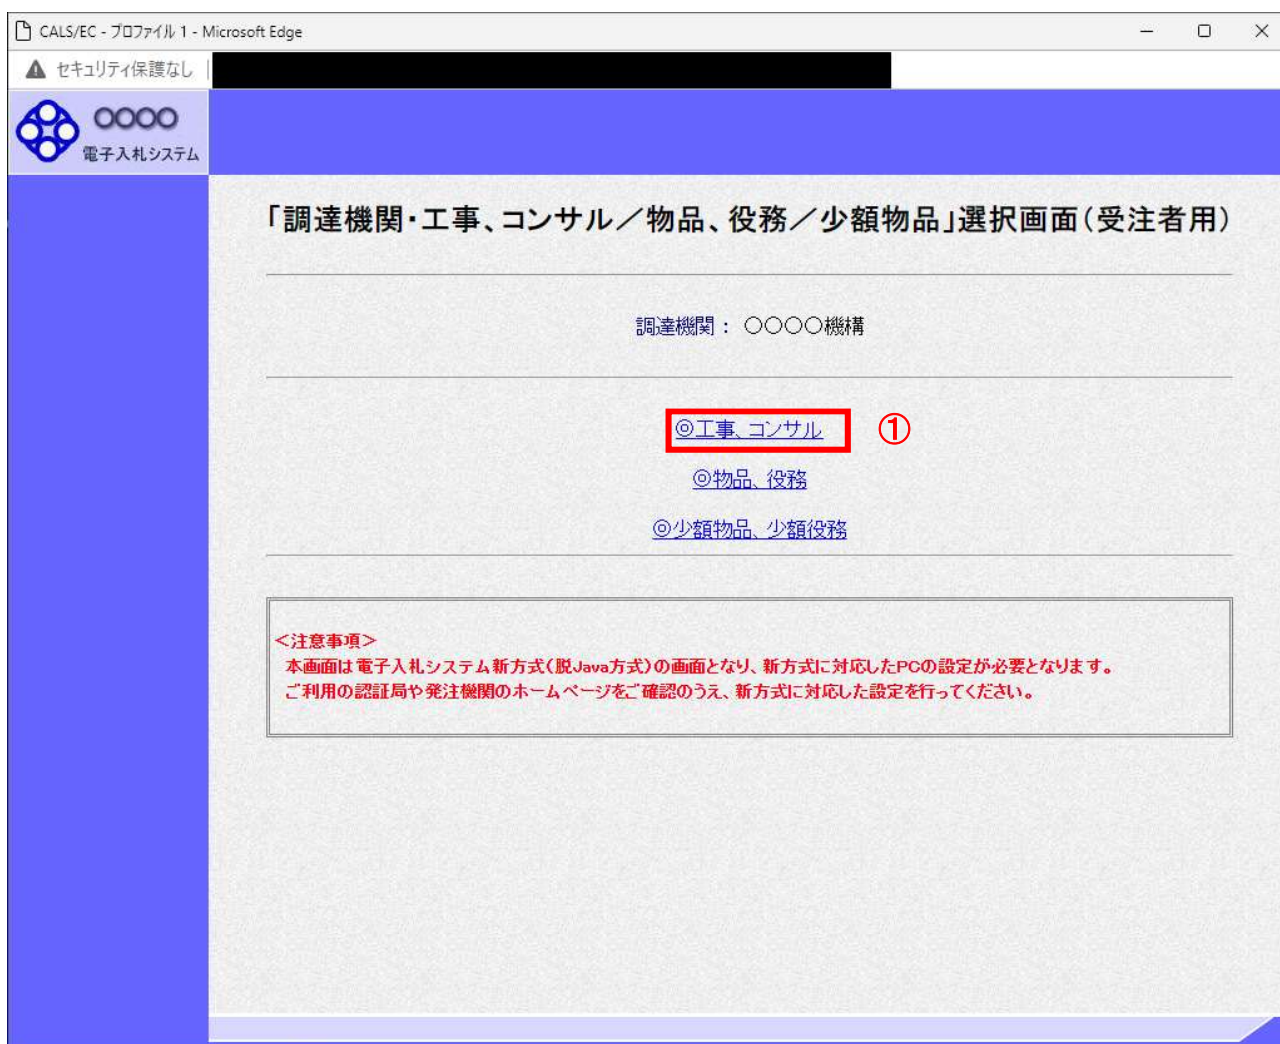 CALS/EC - プロファイル 1 - Microsoft Edge
セキュリティ保護なし
○○○○
電子入札システム
「調達機関・工事、コンサル／物品、役務／少額物品」選択画面（受注者用）
調達機関： ○○○○機構
◎工事、コンサル ①
◎物品、役務
◎少額物品、少額役務
＜注意事項＞
本画面は電子入札システム新方式（脱Java方式）の画面となり、新方式に対応したPCの設定が必要となります。
ご利用の認証局や発注機関のホームページをご確認のうえ、新方式に対応した設定を行ってください。